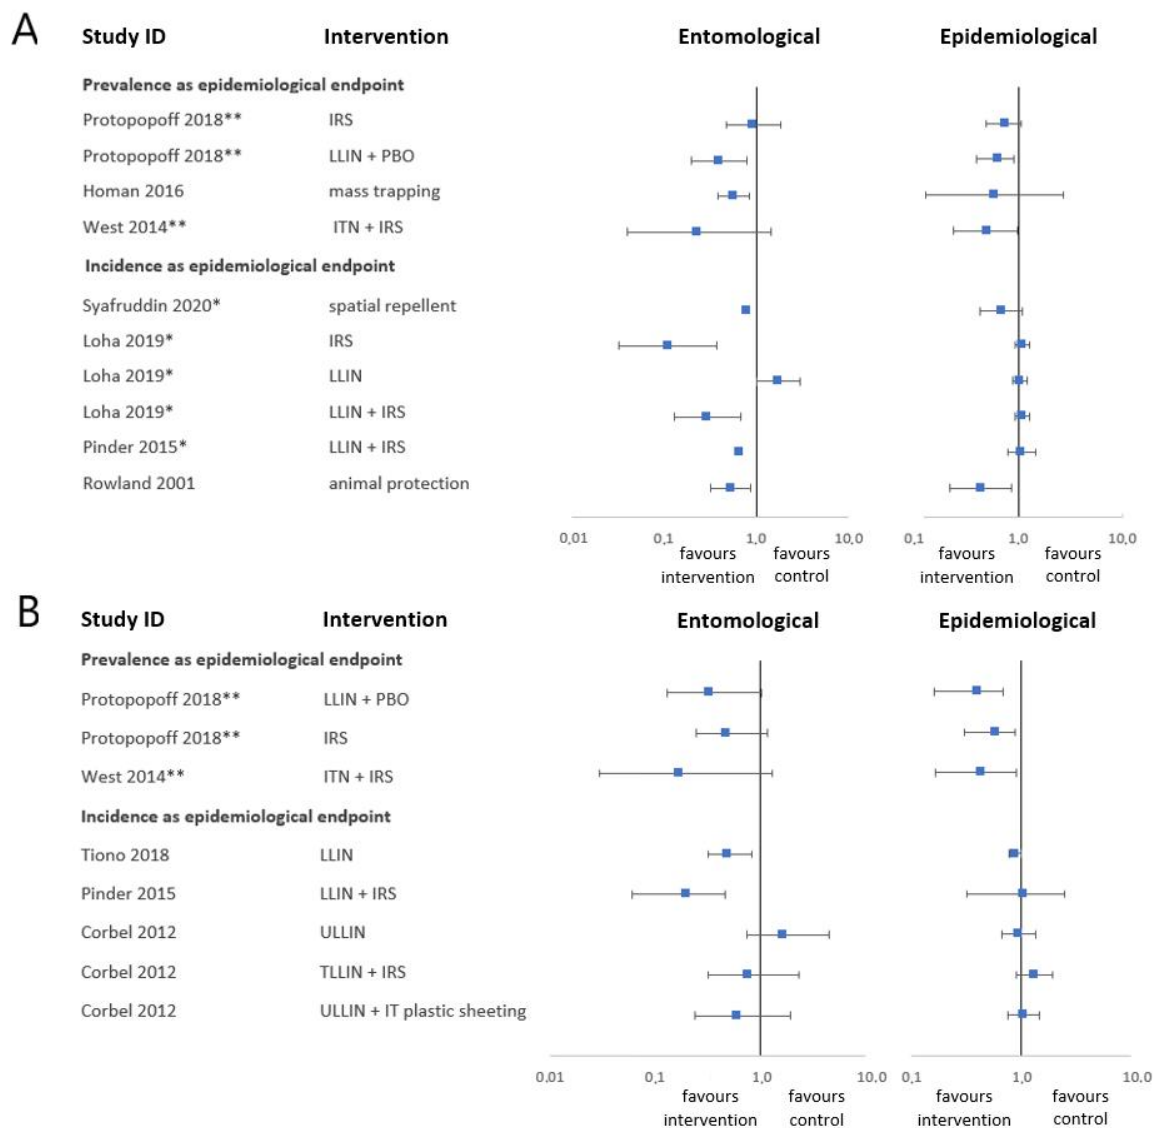 A
Study ID Intervention Entomological Epidemiological
Prevalence as epidemiological endpoint
Protopopoff 2018** IRS
Protopopoff 2018** LLIN + PBO
Homan 2016 mass trapping
West 2014** ITN + IRS
Incidence as epidemiological endpoint
Syafruddin 2020* spatial repellent
Loha 2019* IRS
Loha 2019* LLIN
Loha 2019* LLIN + IRS
Pinder 2015* LLIN + IRS
Rowland 2001 animal protection
0,01 0,1 1,0 10,0 0,1 1,0 10,0
favours favours favours favours
intervention control intervention control
B
Study ID Intervention Entomological Epidemiological
Prevalence as epidemiological endpoint
Protopopoff 2018** LLIN + PBO
Protopopoff 2018** IRS
West 2014** ITN + IRS
Incidence as epidemiological endpoint
Tiono 2018 LLIN
Pinder 2015 LLIN + IRS
Corbel 2012 ULLIN
Corbel 2012 TLLIN + IRS
Corbel 2012 ULLIN + IT plastic sheeting
0,01 0,1 1,0 10,0 0,1 1,0 10,0
favours favours favours favours
intervention control intervention control